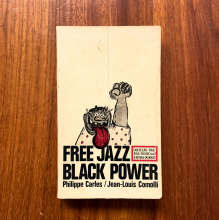 FREE JAZZ
BLACK POWER
Philippe Carles / Jean-Louis Comolli